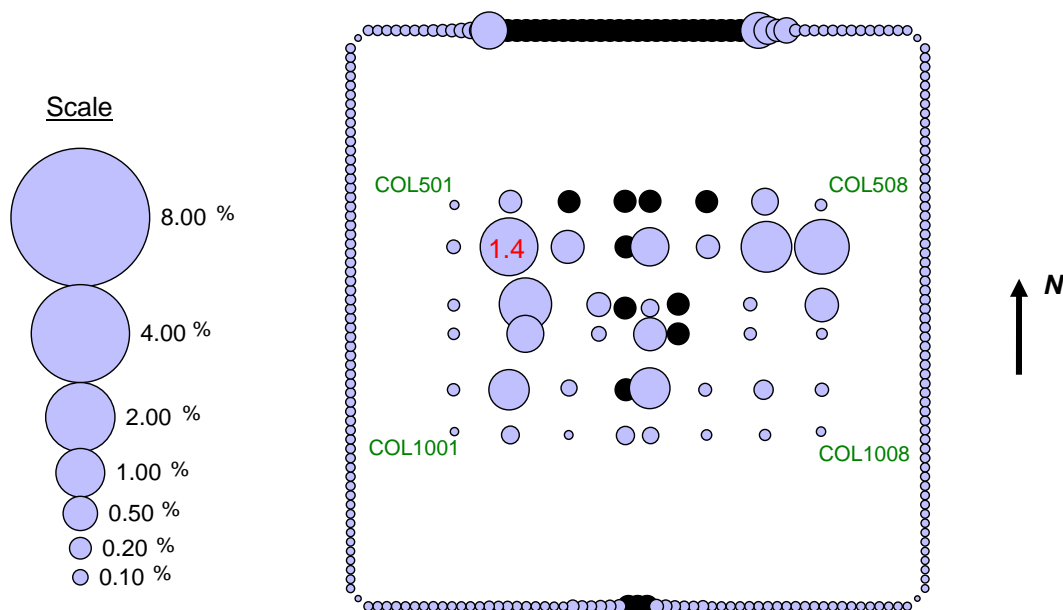 Scale
8.00 %
4.00 %
2.00 %
1.00 %
0.50 %
0.20 %
0.10 %
COL501
COL508
1.4
COL1001
COL1008
N